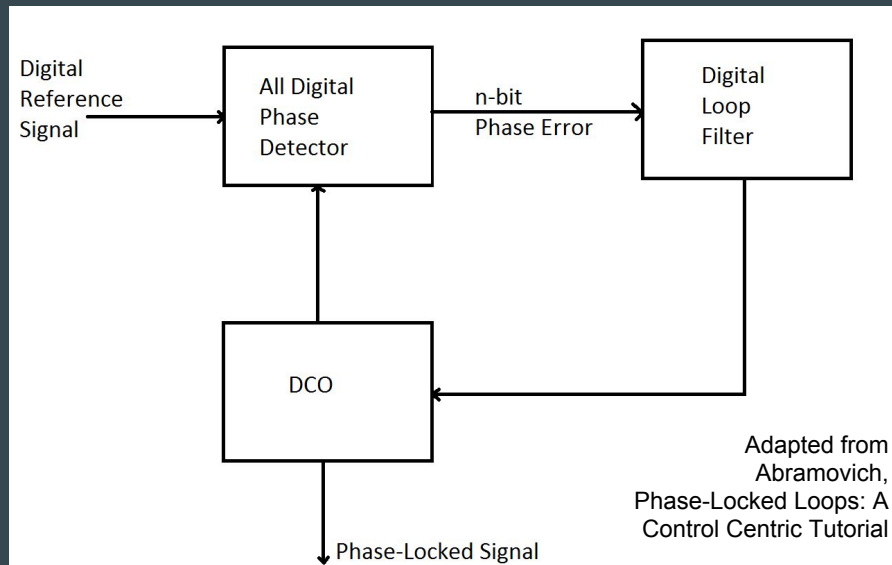 Digital
Reference
Signal
All Digital
Phase
Detector
n-bit
Phase Error
Digital
Loop
Filter
DCO
Phase-Locked Signal
Adapted from
Abramovich,
Phase-Locked Loops: A
Control Centric Tutorial